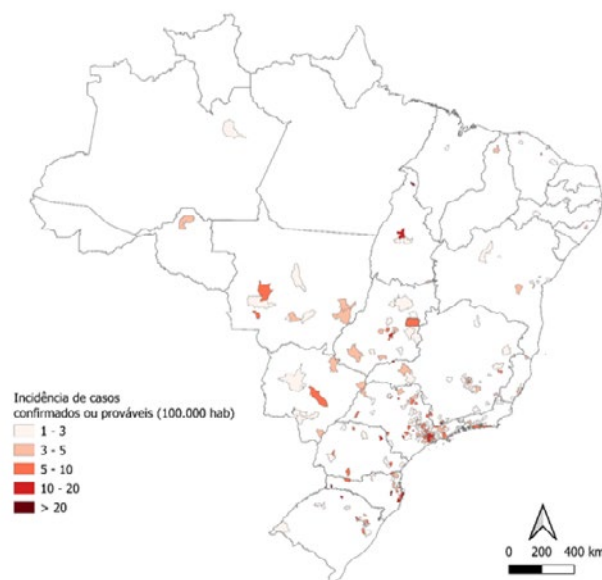 Incidência de casos
confirmados ou prováveis (100.000 hab)
1 - 3
3 - 5
5 - 10
10 - 20
> 20
0 200 400 km